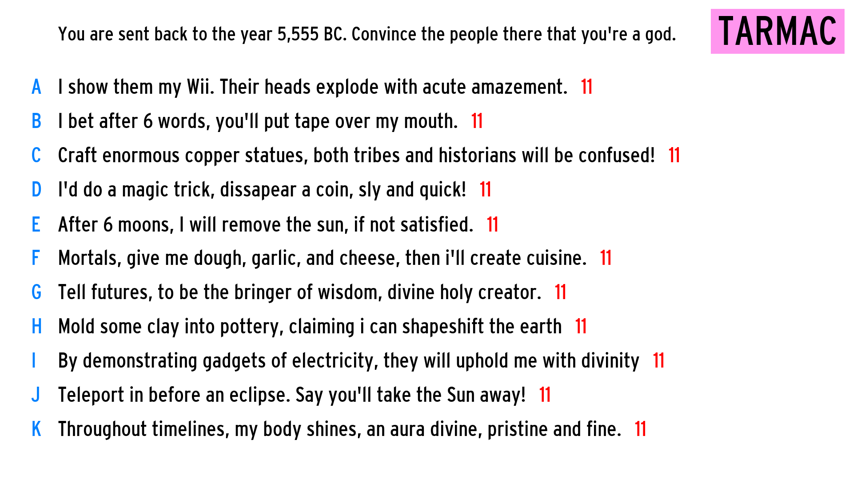 You are sent back to the year 5,555 BC. Convince the people there that you're a god.
TARMAC
A I show them my Wii. Their heads explode with acute amazement. 11
B I bet after 6 words, you'll put tape over my mouth. 11
C Craft enormous copper statues, both tribes and historians will be confused! 11
D I'd do a magic trick, dissapear a coin, sly and quick! 11
E After 6 moons, I will remove the sun, if not satisfied. 11
F Mortals, give me dough, garlic, and cheese, then i'll create cuisine. 11
G Tell futures, to be the bringer of wisdom, divine holy creator. 11
H Mold some clay into pottery, claiming i can shapeshift the earth 11
I By demonstrating gadgets of electricity, they will uphold me with divinity 11
J Teleport in before an eclipse. Say you'll take the Sun away! 11
K Throughout timelines, my body shines, an aura divine, pristine and fine. 11